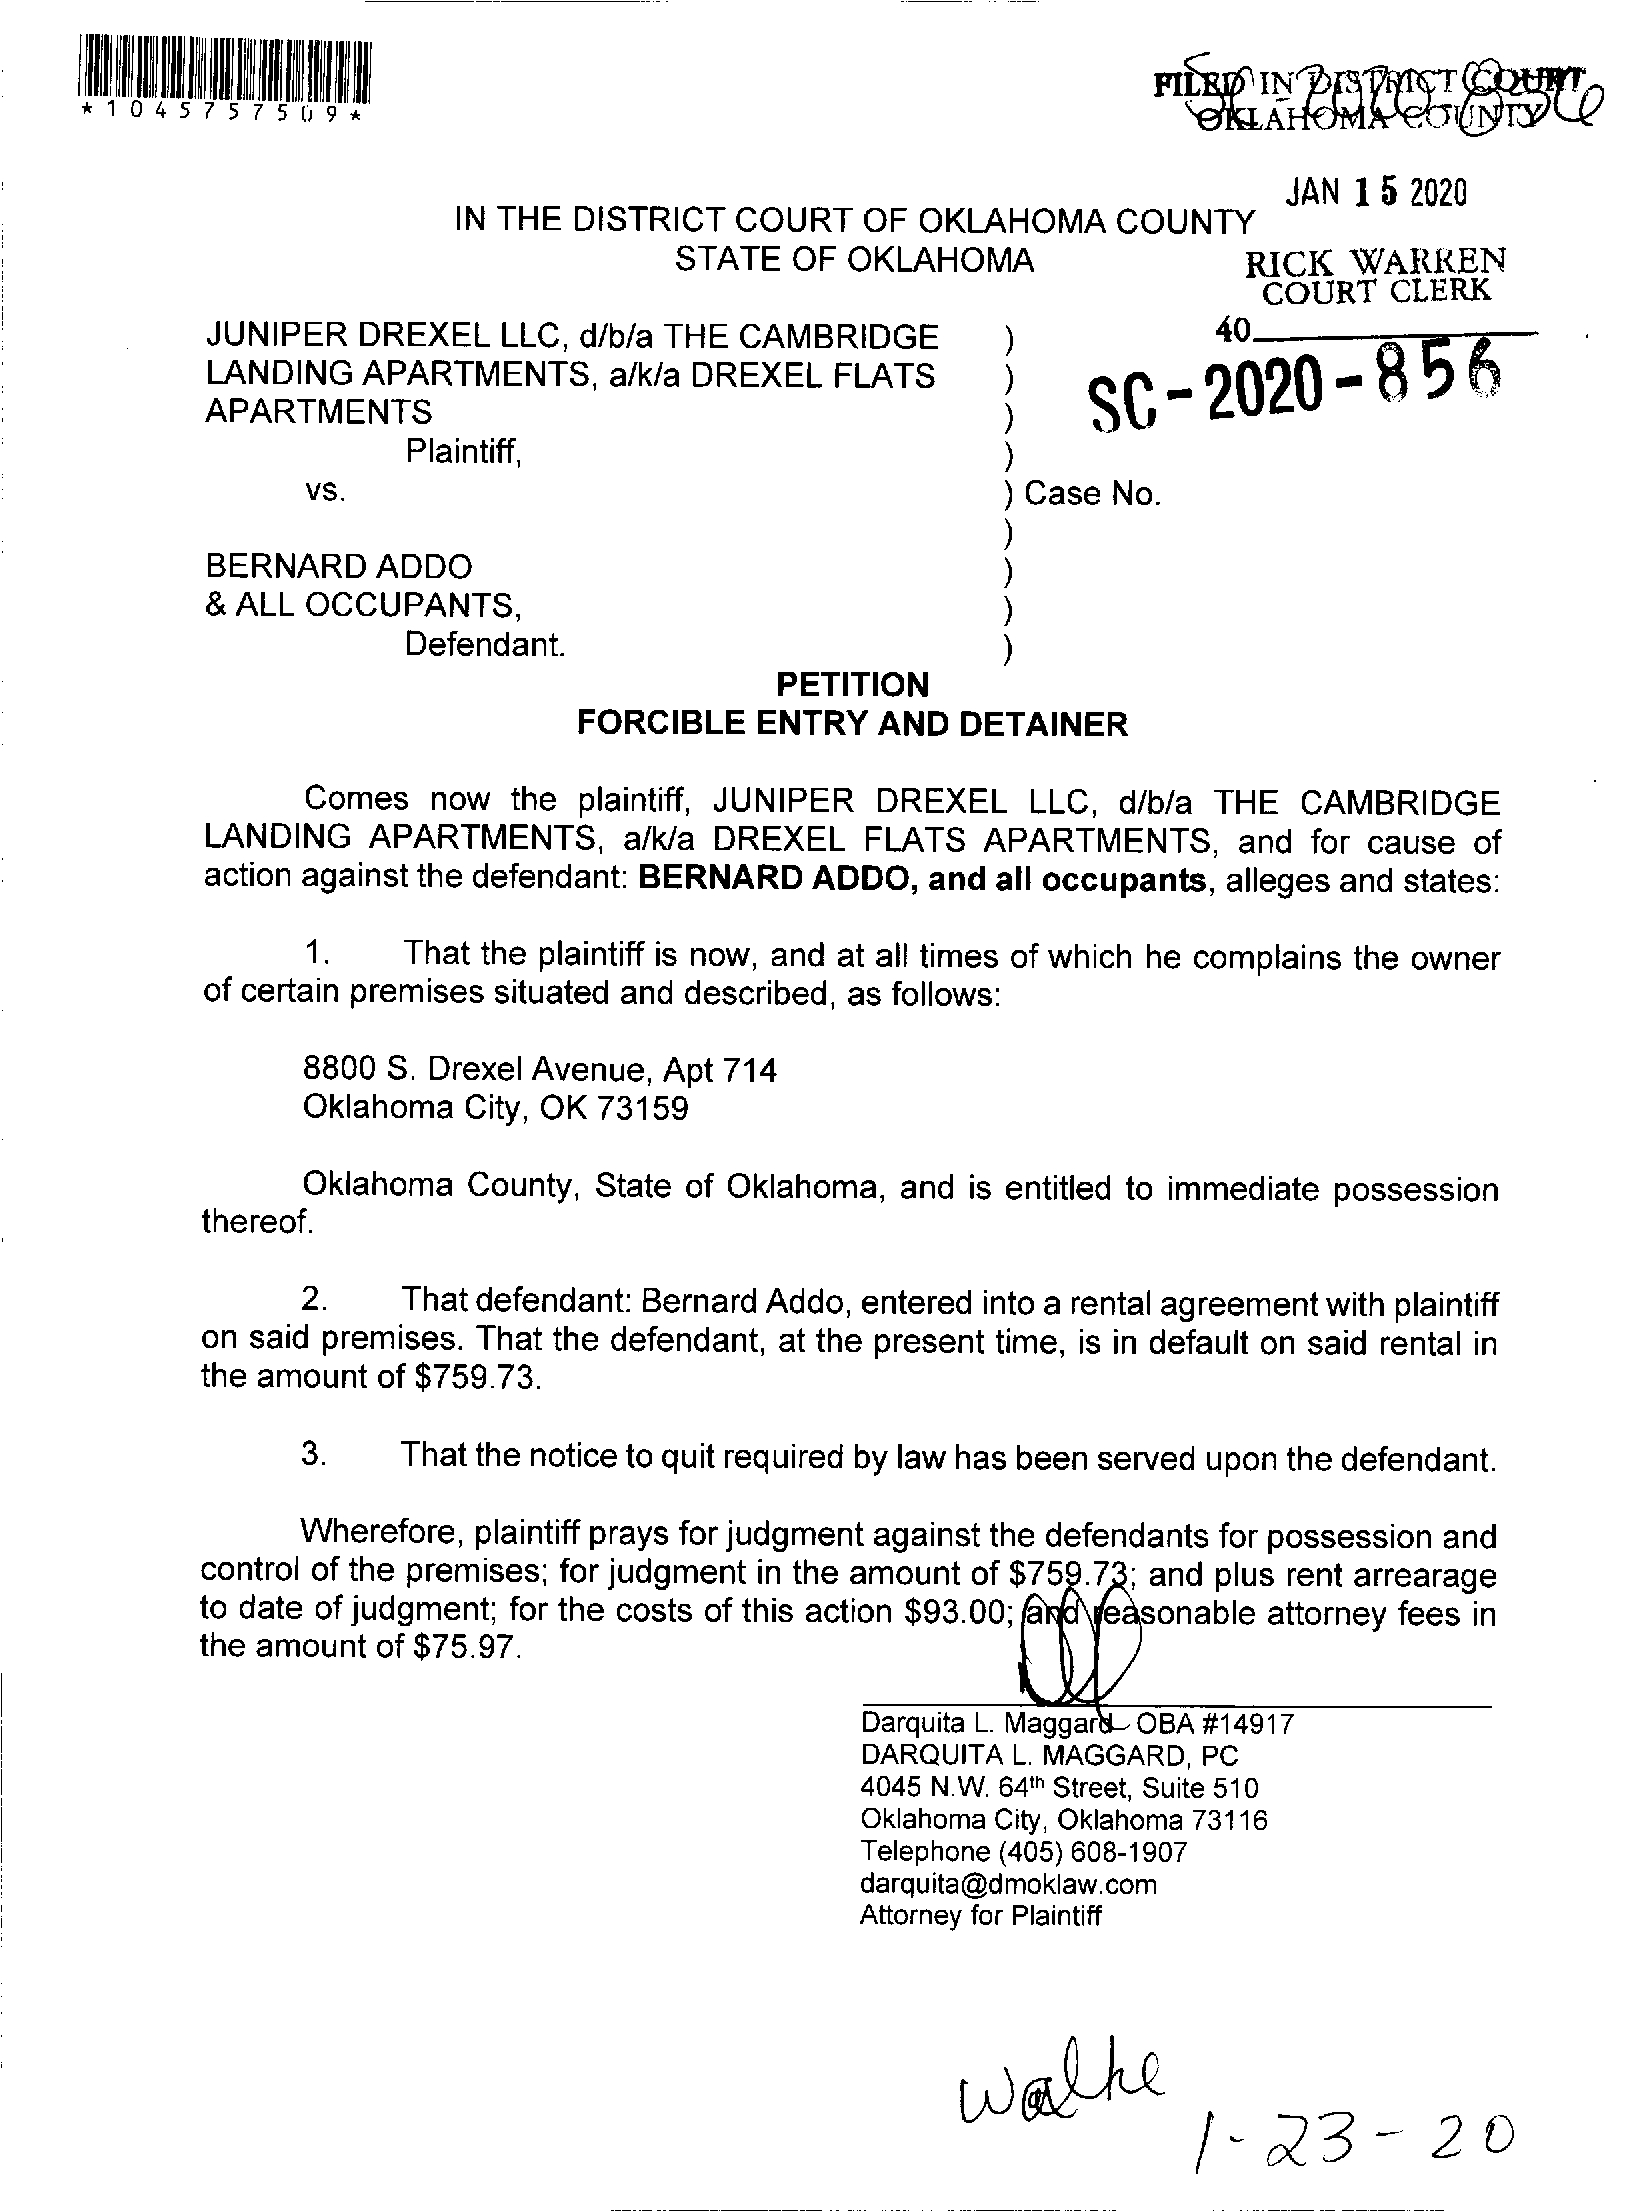 *1045757509*
FILED IN DISTRICT COURT
OKLAHOMA COUNTY
SC-2020-856
JAN 15 2020
IN THE DISTRICT COURT OF OKLAHOMA COUNTY
STATE OF OKLAHOMA
RICK WARREN
COURT CLERK
40
JUNIPER DREXEL LLC, d/b/a THE CAMBRIDGE )
LANDING APARTMENTS, a/k/a DREXEL FLATS )
APARTMENTS )
SC-2020-856
Plaintiff, )
vs. ) Case No.
)
BERNARD ADDO )
& ALL OCCUPANTS, )
Defendant. )
PETITION
FORCIBLE ENTRY AND DETAINER
Comes now the plaintiff, JUNIPER DREXEL LLC, d/b/a THE CAMBRIDGE
LANDING APARTMENTS, a/k/a DREXEL FLATS APARTMENTS, and for cause of
action against the defendant: BERNARD ADDO, and all occupants, alleges and states:
1. That the plaintiff is now, and at all times of which he complains the owner
of certain premises situated and described, as follows:
8800 S. Drexel Avenue, Apt 714
Oklahoma City, OK 73159
Oklahoma County, State of Oklahoma, and is entitled to immediate possession
thereof.
2. That defendant: Bernard Addo, entered into a rental agreement with plaintiff
on said premises. That the defendant, at the present time, is in default on said rental in
the amount of $759.73.
3. That the notice to quit required by law has been served upon the defendant.
Wherefore, plaintiff prays for judgment against the defendants for possession and
control of the premises; for judgment in the amount of $759.73; and plus rent arrearage
to date of judgment; for the costs of this action $93.00; and reasonable attorney fees in
the amount of $75.97.
Darquita L. Maggard OBA #14917
DARQUITA L. MAGGARD, PC
4045 N.W. 64th Street, Suite 510
Oklahoma City, Oklahoma 73116
Telephone (405) 608-1907
darquita@dmoklaw.com
Attorney for Plaintiff
Walke
1-23-20